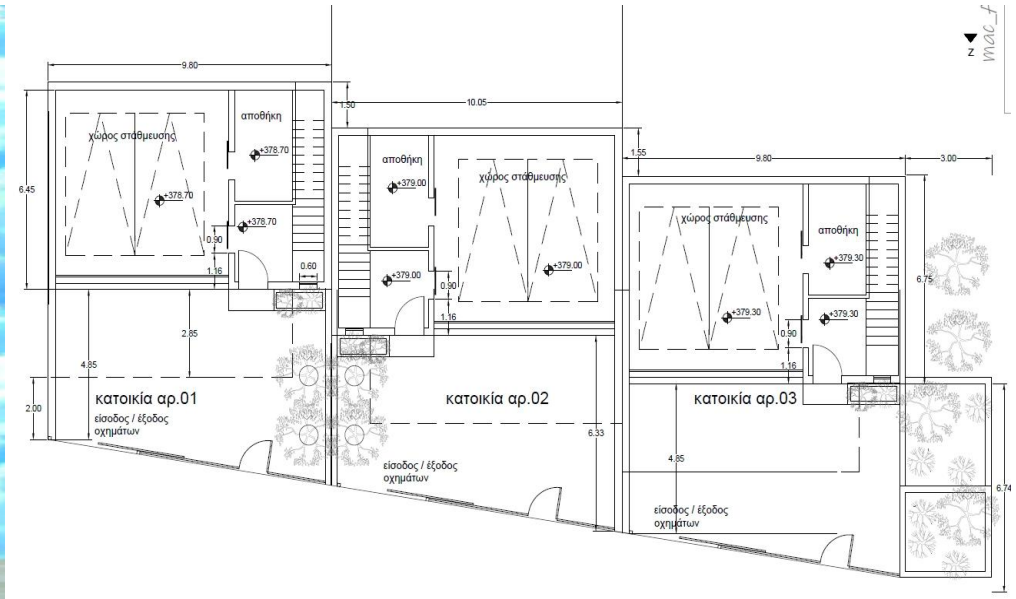 mac_f
z
9.80
1.50
10.05
1.55
9.80
3.00
αποθήκη
χώρος στάθμευσης
+378.70
+378.70
+378.70
6.45
0.90
1.16
0.60
αποθήκη
χώρος στάθμευσης
+379.00
+379.00
+379.00
0.90
1.16
χώρος στάθμευσης
αποθήκη
+379.30
+379.30
+379.30
0.90
1.16
6.75
2.85
4.85
2.00
κατοικία αρ.01
είσοδος / έξοδος
οχημάτων
κατοικία αρ.02
6.33
είσοδος / έξοδος
οχημάτων
κατοικία αρ.03
4.85
είσοδος / έξοδος
οχημάτων
6.74